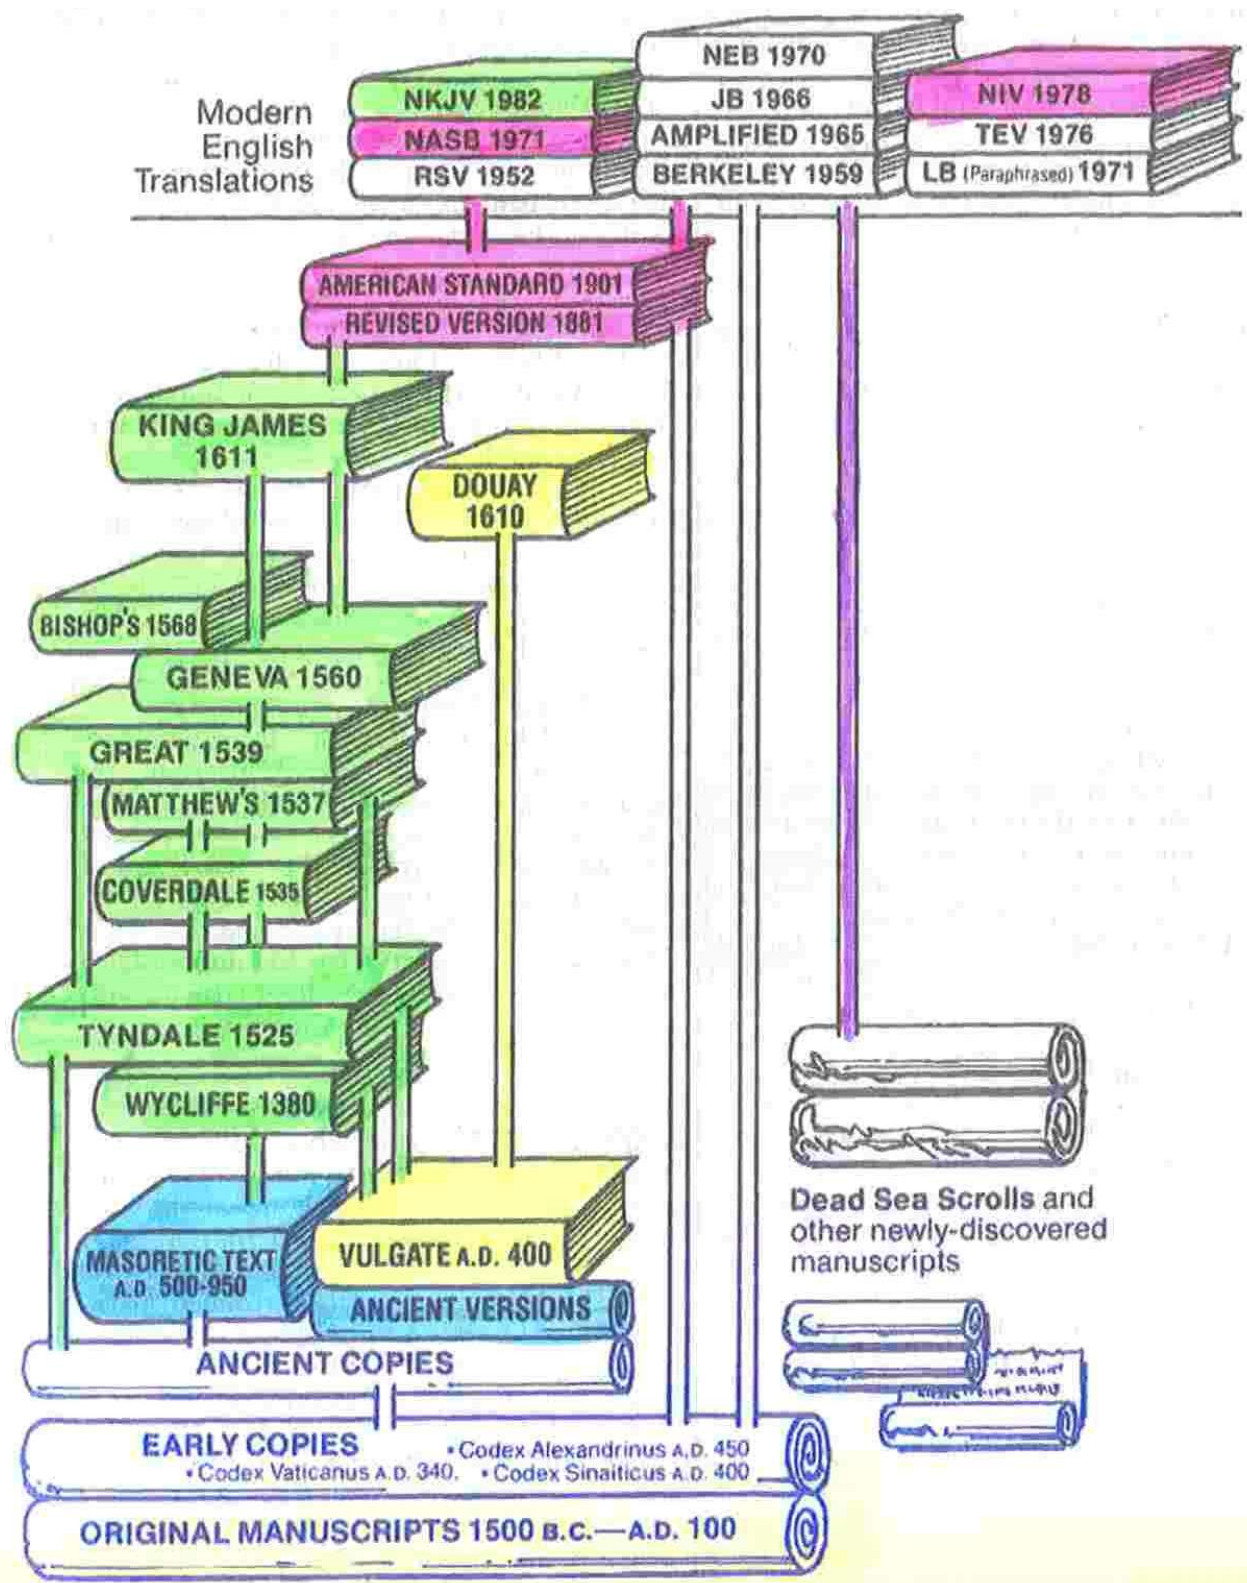 NEB 1970
JB 1966
AMPLIFIED 1965
BERKELEY 1959
NKJV 1982
NASB 1971
RSV 1952
NIV 1978
TEV 1976
LB (Paraphrased) 1971
Modern
English
Translations
AMERICAN STANDARD 1901
REVISED VERSION 1881
KING JAMES
1611
DOUAY
1610
BISHOP'S 1568
GENEVA 1560
GREAT 1539
MATTHEW'S 1537
COVERDALE 1535
TYNDALE 1525
WYCLIFFE 1380
MASORETIC TEXT
A.D. 500-950
VULGATE A.D. 400
ANCIENT VERSIONS
ANCIENT COPIES
Dead Sea Scrolls and
other newly-discovered
manuscripts
EARLY COPIES
• Codex Alexandrinus A.D. 450
• Codex Vaticanus A.D. 340. • Codex Sinaiticus A.D. 400
ORIGINAL MANUSCRIPTS 1500 B.C.—A.D. 100